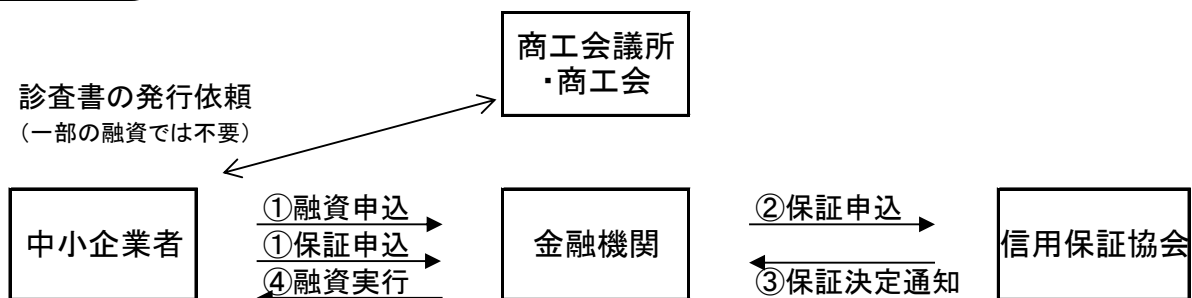 商工会議所
・商工会
診査書の発行依頼
（一部の融資では不要）
中小企業者
①融資申込
①保証申込
④融資実行
金融機関
②保証申込
③保証決定通知
信用保証協会